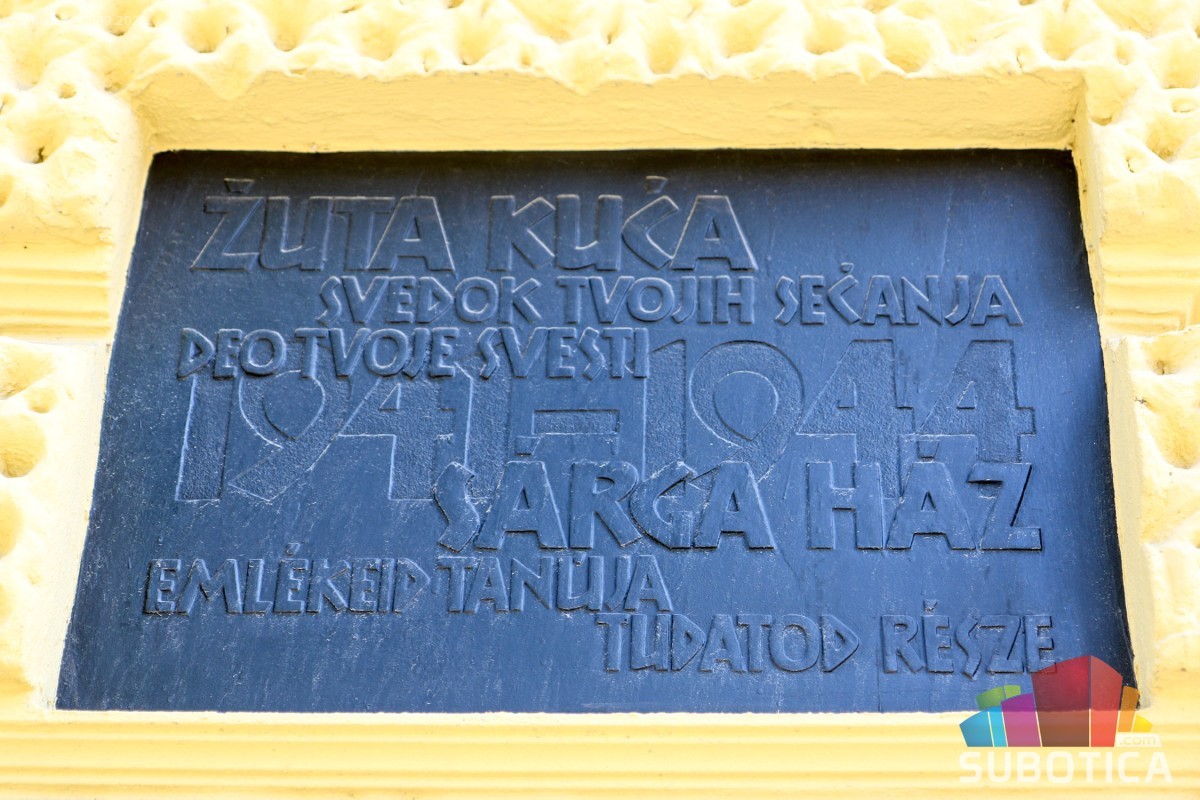 ŽUTA KUĆA
SVEDOK TVOJIH SEĆANJA
DEO TVOJE SVESTI
1941-1944
SÁRGA HÁZ
EMLÉKEID TANÚJA
TUDATOD RÉSZE
.com
SUBOTICA